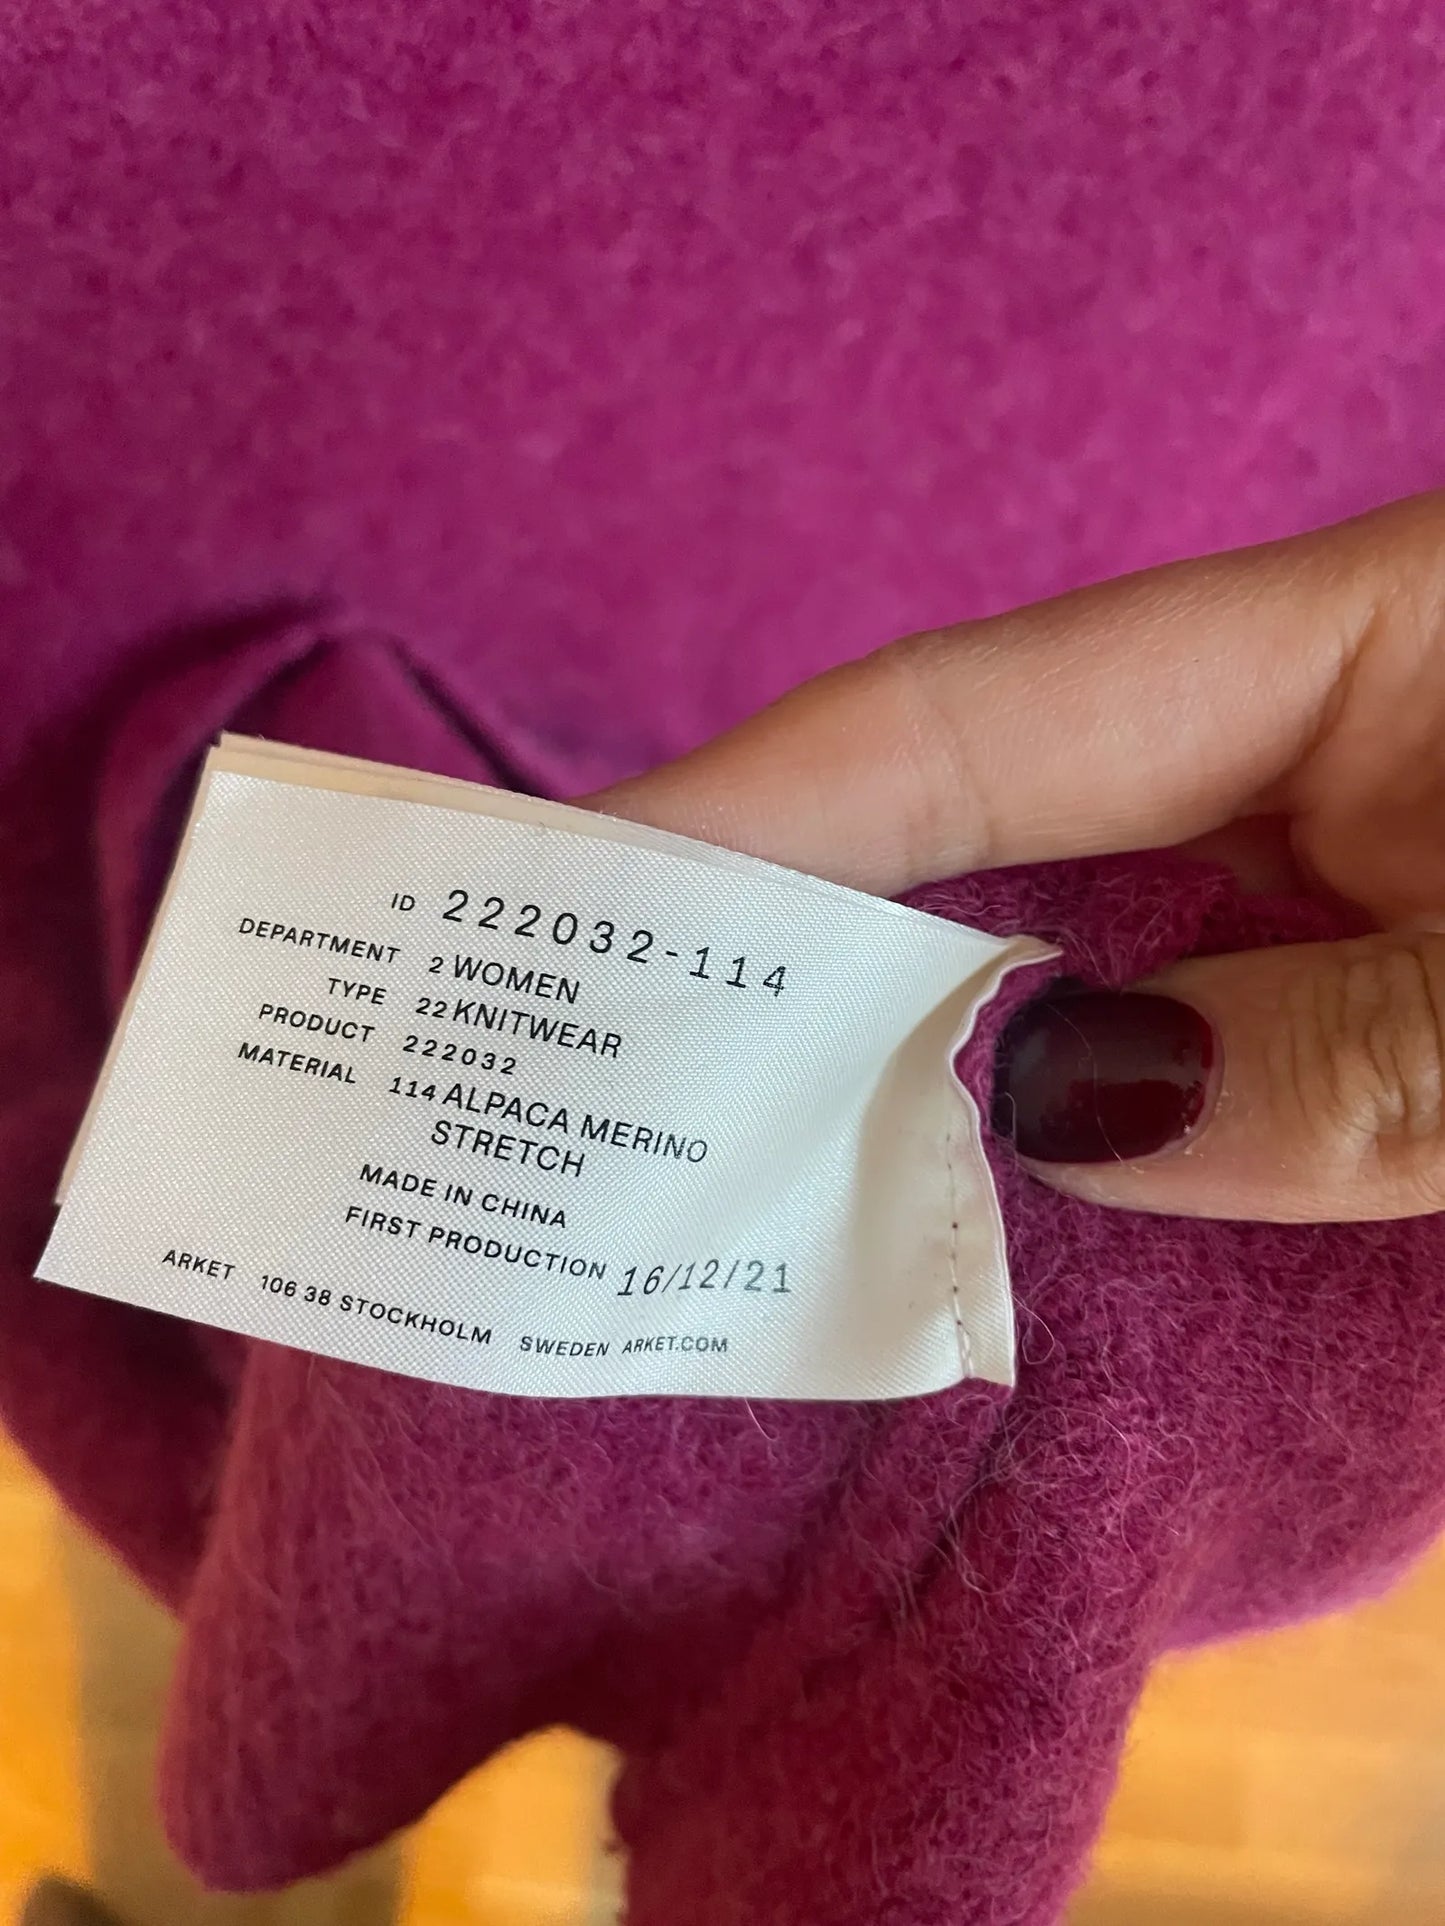 ID 222032-114
DEPARTMENT 2 WOMEN
TYPE 22 KNITWEAR
PRODUCT 222032
MATERIAL 114 ALPACA MERINO
STRETCH
MADE IN CHINA
FIRST PRODUCTION 16/12/21
ARKET 106 38 STOCKHOLM SWEDEN ARKET.COM